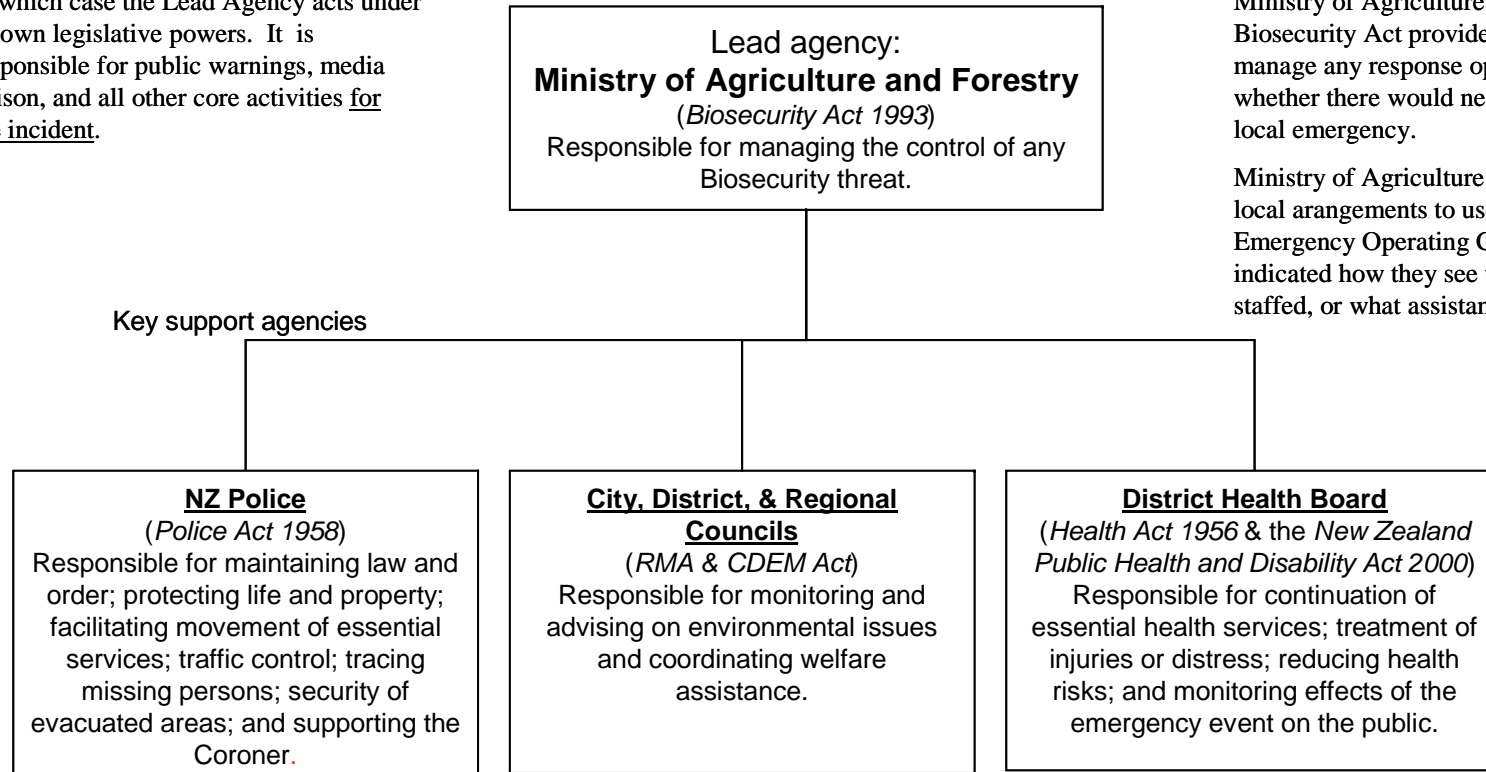 which case the Lead Agency acts under
own legislative powers. It is
ponsible for public warnings, media
ison, and all other core activities for
incident.
Lead agency:
Ministry of Agriculture and Forestry
(Biosecurity Act 1993)
Responsible for managing the control of any
Biosecurity threat.
Ministry of Agriculture
Biosecurity Act provide
manage any response op
whether there would ne
local emergency.
Ministry of Agriculture
local arangements to us
Emergency Operating
indicated how they see
staffed, or what assistan
Key support agencies
NZ Police
(Police Act 1958)
Responsible for maintaining law and
order; protecting life and property;
facilitating movement of essential
services; traffic control; tracing
missing persons; security of
evacuated areas; and supporting the
Coroner.
City, District, & Regional
Councils
(RMA & CDEM Act)
Responsible for monitoring and
advising on environmental issues
and coordinating welfare
assistance.
District Health Board
(Health Act 1956 & the New Zealand
Public Health and Disability Act 2000)
Responsible for continuation of
essential health services; treatment of
injuries or distress; reducing health
risks; and monitoring effects of the
emergency event on the public.